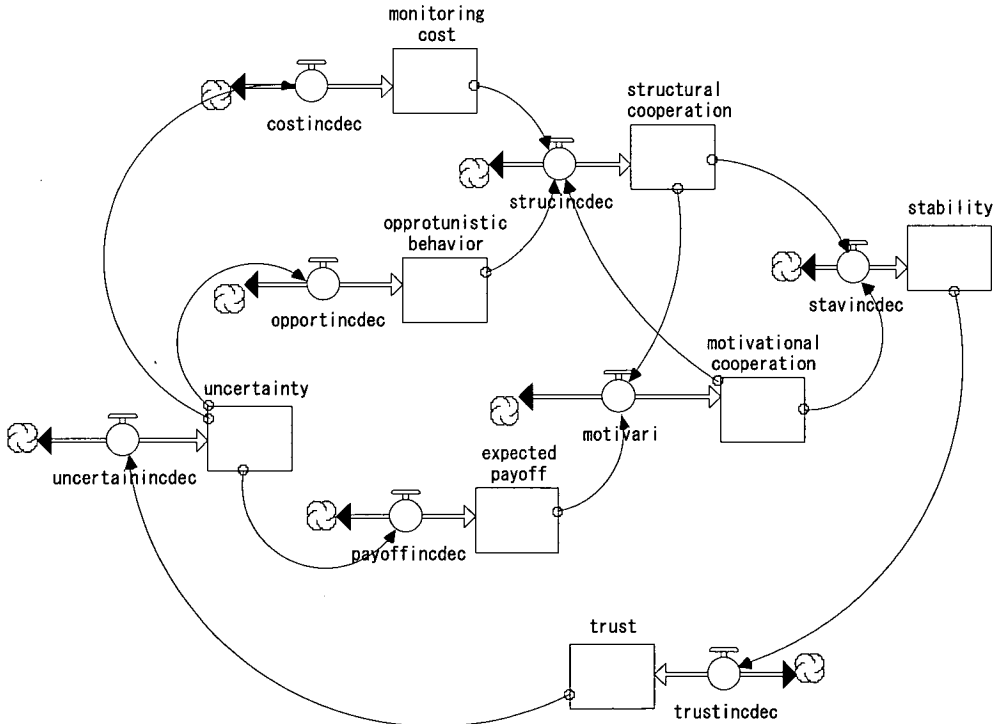 monitoring
cost
costincdec
structural
cooperation
strucincdec
opprotunistic
behavior
opportincdec
stability
stavincdec
motivational
cooperation
uncertainty
motivari
uncertainincdec
expected
payoff
payoffincdec
trust
trustincdec